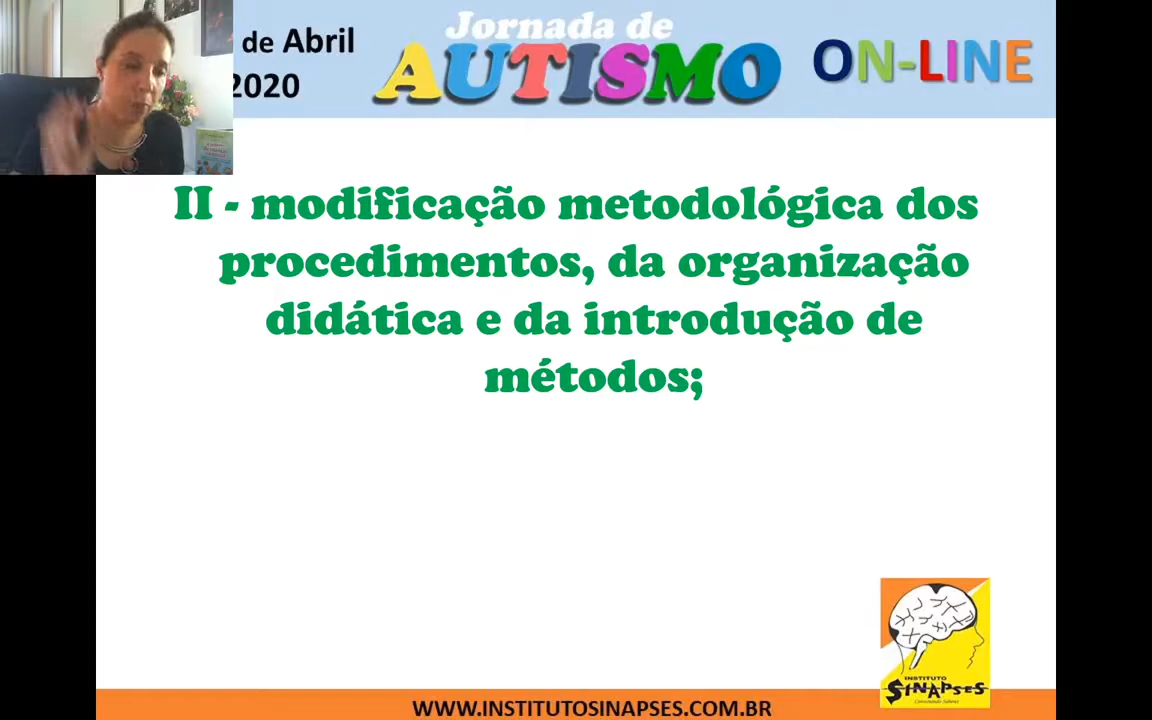 de Abril
2020
Jornada de
AUTISMO
ON-LINE
II - modificação metodológica dos
procedimentos, da organização
didática e da introdução de
métodos;
INSTITUTO
SINAPSES
WWW.INSTITUTOSINAPSES.COM.BR